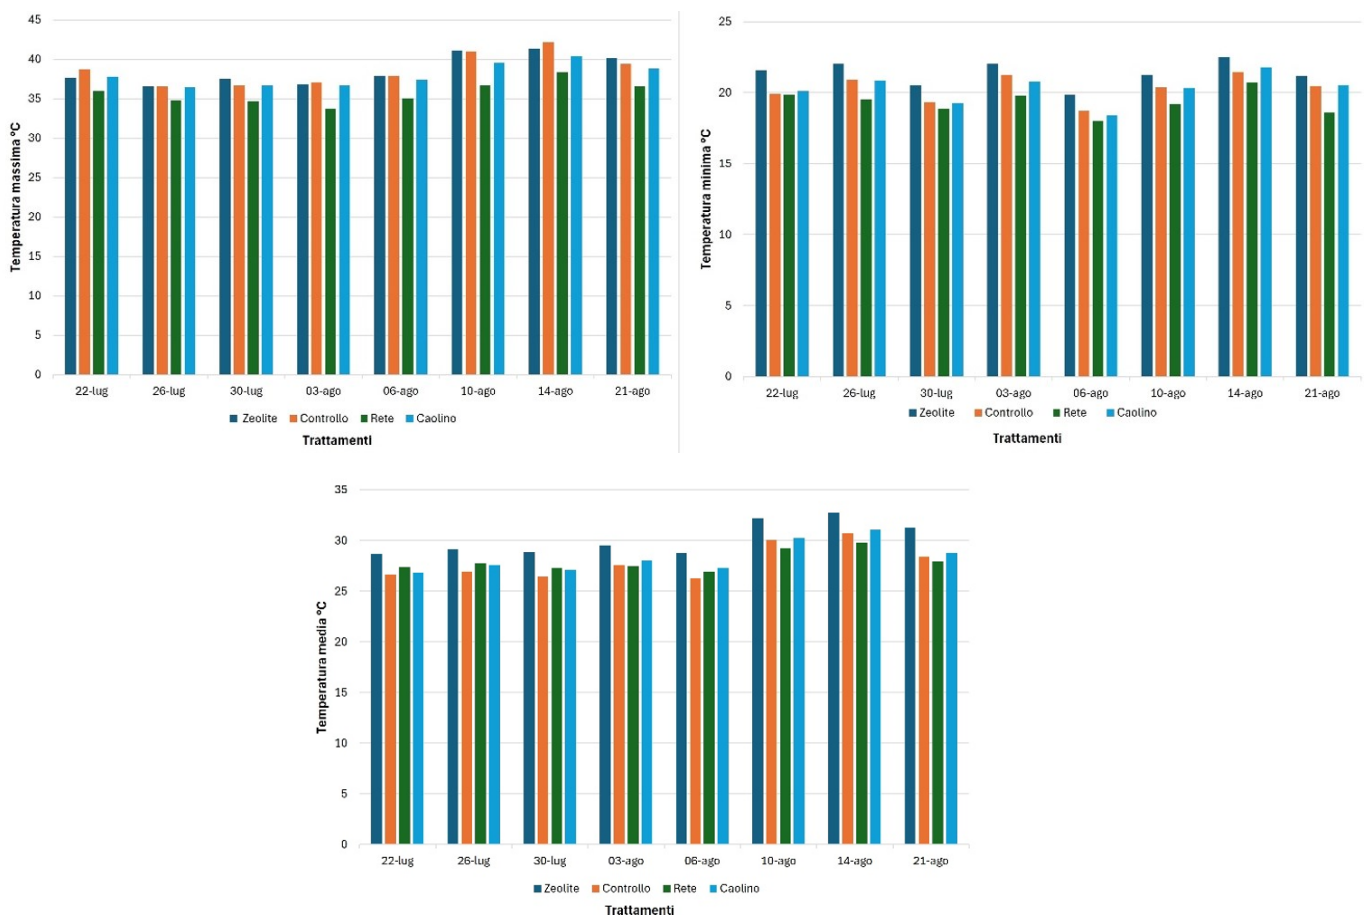 Temperatura massima °C
45
40
35
30
25
20
15
10
5
0
22-lug 26-lug 30-lug 03-ago 06-ago 10-ago 14-ago 21-ago
Zeolite Controllo Rete Caolino
Trattamenti
Temperatura minima °C
25
20
15
10
5
0
22-lug 26-lug 30-lug 03-ago 06-ago 10-ago 14-ago 21-ago
Zeolite Controllo Rete Caolino
Trattamenti
Temperatura media °C
35
30
25
20
15
10
5
0
22-lug 26-lug 30-lug 03-ago 06-ago 10-ago 14-ago 21-ago
Zeolite Controllo Rete Caolino
Trattamenti